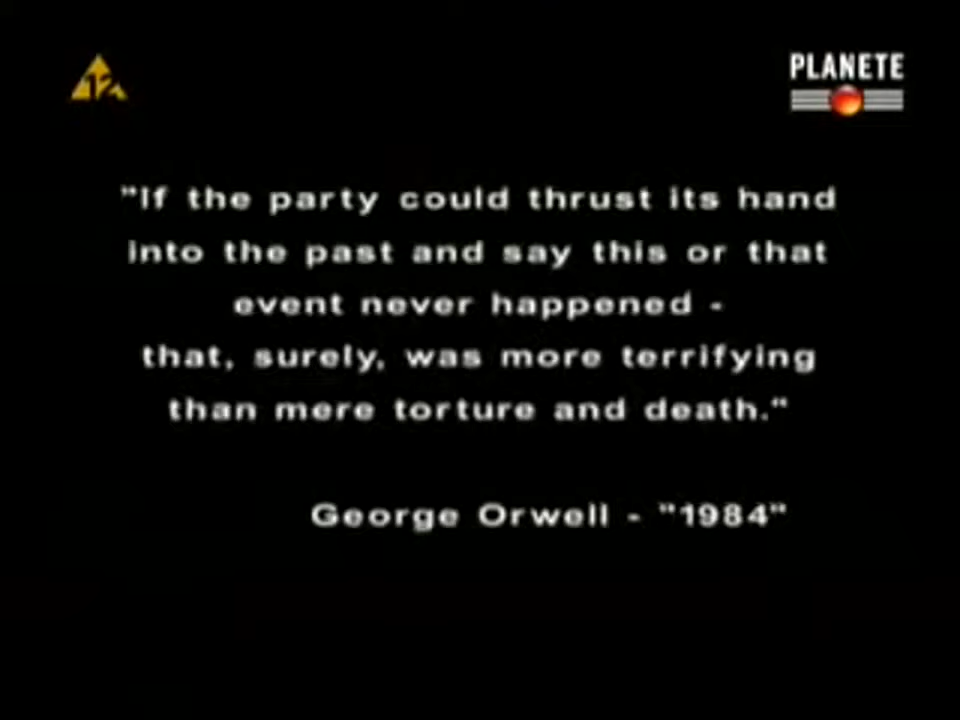 12
PLANETE
"If the party could thrust its hand
into the past and say this or that
event never happened -
that, surely, was more terrifying
than mere torture and death."
George Orwell - "1984"